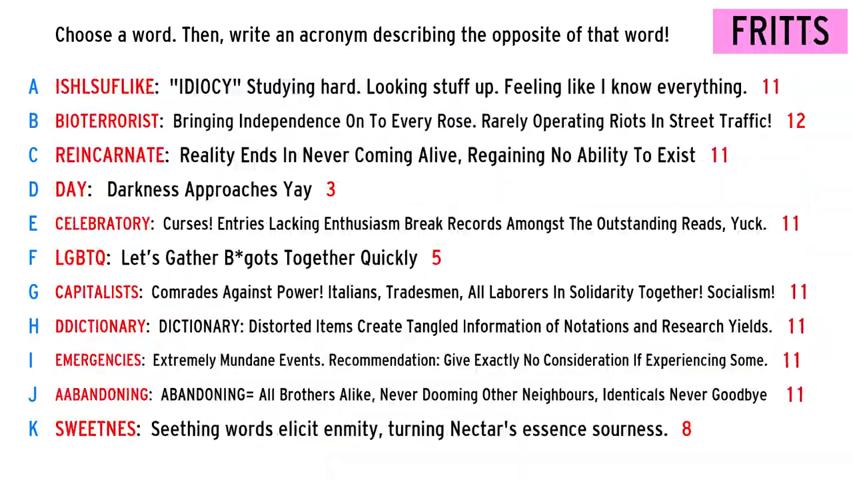 Choose a word. Then, write an acronym describing the opposite of that word!
FRITTS
A ISHLSUFLIKE: "IDIOCY" Studying hard. Looking stuff up. Feeling like I know everything. 11
B BIOTERRORIST: Bringing Independence On To Every Rose. Rarely Operating Riots In Street Traffic! 12
C REINCARNATE: Reality Ends In Never Coming Alive, Regaining No Ability To Exist 11
D DAY: Darkness Approaches Yay 3
E CELEBRATORY: Curses! Entries Lacking Enthusiasm Break Records Amongst The Outstanding Reads, Yuck. 11
F LGBTQ: Let's Gather B*gots Together Quickly 5
G CAPITALISTS: Comrades Against Power! Italians, Tradesmen, All Laborers In Solidarity Together! Socialism! 11
H DDICTIONARY: DICTIONARY: Distorted Items Create Tangled Information of Notations and Research Yields. 11
I EMERGENCIES: Extremely Mundane Events. Recommendation: Give Exactly No Consideration If Experiencing Some. 11
J AABANDONING: ABANDONING= All Brothers Alike, Never Dooming Other Neighbours, Identicals Never Goodbye 11
K SWEETNES: Seething words elicit enmity, turning Nectar's essence sourness. 8